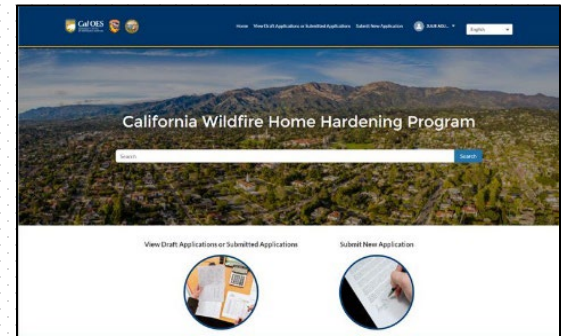 Cal OES
Home View Draft Applications or Submitted Applications Submit New Application
English
California Wildfire Home Hardening Program
Search
Search
View Draft Applications or Submitted Applications Submit New Application